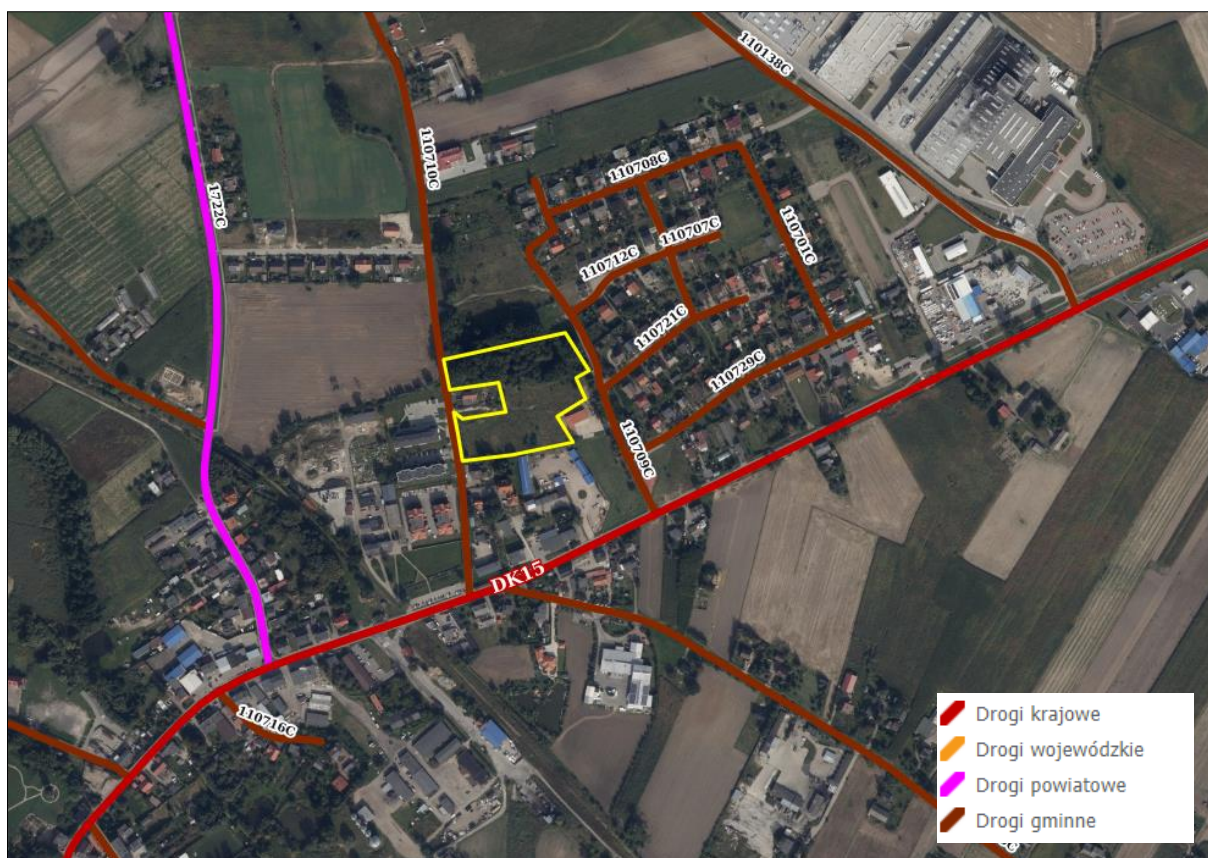 110138C
110710C
110708C
1722C
110707C
110701C
110712C
110721C
110729C
110709C
DK15
110716C
Drogi krajowe
Drogi wojewódzkie
Drogi powiatowe
Drogi gminne